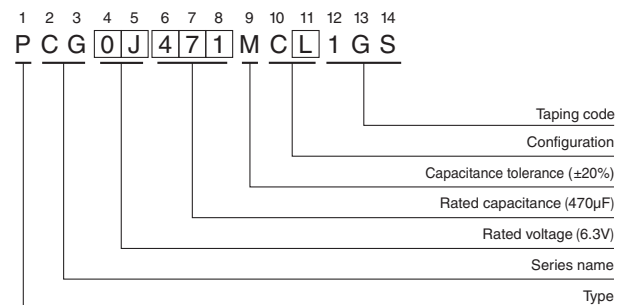 1 2 3 4 5 6 7 8 9 10 11 12 13 14
P C G 0 J 4 7 1 M C L 1 G S
Taping code
Configuration
Capacitance tolerance (±20%)
Rated capacitance (470μF)
Rated voltage (6.3V)
Series name
Type